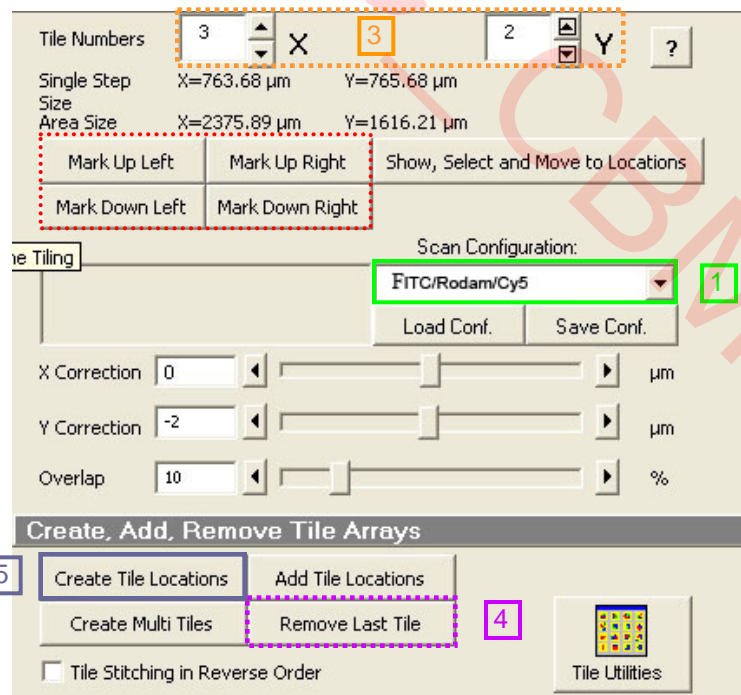 Tile Numbers 3 X 3 2 Y ?
Single Step Size X=763.68 µm Y=765.68 µm
Area Size X=2375.89 µm Y=1616.21 µm
Mark Up Left Mark Up Right Show, Select and Move to Locations
Mark Down Left Mark Down Right
ne Tiling Scan Configuration:
FITC/Rodam/Cy5 1
Load Conf. Save Conf.
X Correction 0 µm
Y Correction -2 µm
Overlap 10 %
Create, Add, Remove Tile Arrays
5 Create Tile Locations Add Tile Locations
Create Multi Tiles Remove Last Tile 4
Tile Stitching in Reverse Order Tile Utilities
CBM